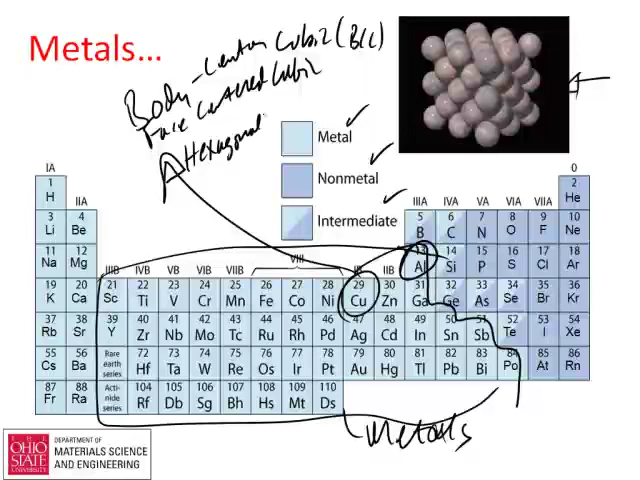 Metals...
Body-Center Cubic (BCC)
Face Centered Cubic
Hexagonal
Metal
Nonmetal
Intermediate
IA 0
1 H IIA IIIA IVA VA VIA VIIA 2 He
3 Li 4 Be 5 B 6 C 7 N 8 O 9 F 10 Ne
11 Na 12 Mg IIIB IVB VB VIB VIIB VIII IB IIB 13 Al 14 Si 15 P 16 S 17 Cl 18 Ar
19 K 20 Ca 21 Sc 22 Ti 23 V 24 Cr 25 Mn 26 Fe 27 Co 28 Ni 29 Cu 30 Zn 31 Ga 32 Ge 33 As 34 Se 35 Br 36 Kr
37 Rb 38 Sr 39 Y 40 Zr 41 Nb 42 Mo 43 Tc 44 Ru 45 Rh 46 Pd 47 Ag 48 Cd 49 In 50 Sn 51 Sb 52 Te 53 I 54 Xe
55 Cs 56 Ba Rare earth series 72 Hf 73 Ta 74 W 75 Re 76 Os 77 Ir 78 Pt 79 Au 80 Hg 81 Tl 82 Pb 83 Bi 84 Po 85 At 86 Rn
87 Fr 88 Ra Acti-nide series 104 Rf 105 Db 106 Sg 107 Bh 108 Hs 109 Mt 110 Ds
Metals
THE OHIO STATE UNIVERSITY
DEPARTMENT OF
MATERIALS SCIENCE
AND ENGINEERING